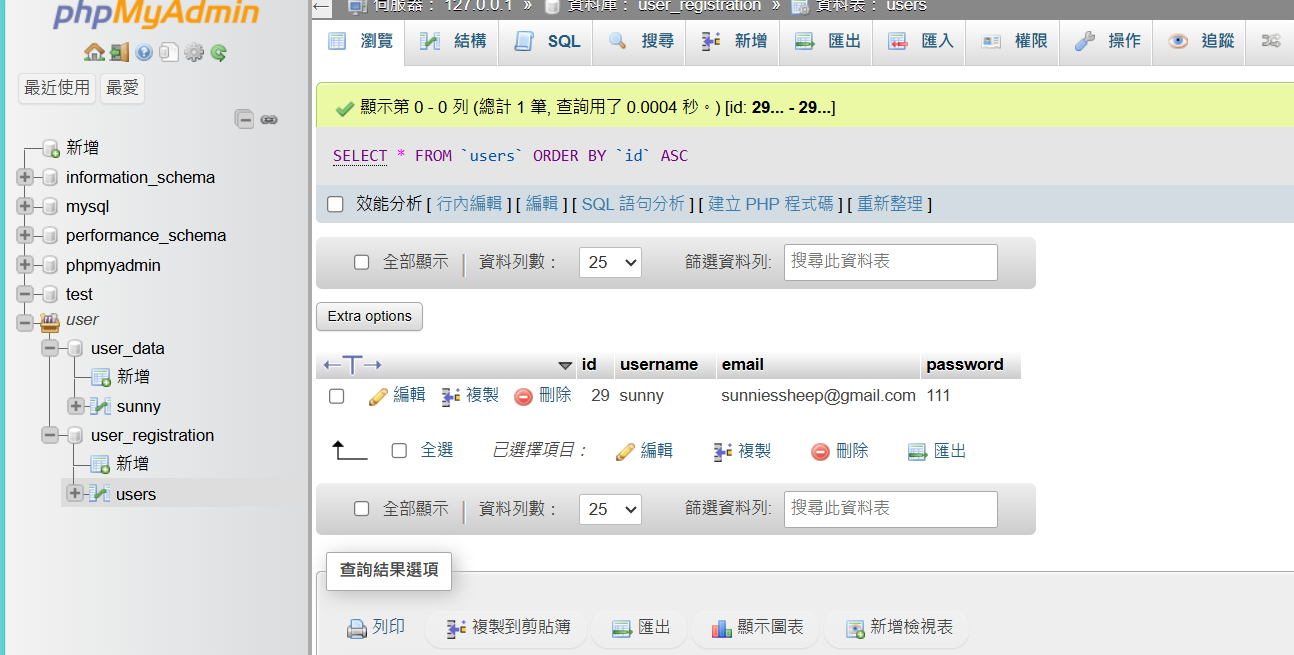 phpMyAdmin
最近使用 最愛
新增
information_schema
mysql
performance_schema
phpmyadmin
test
user
user_data
新增
sunny
user_registration
新增
users
伺服器： 127.0.0.1 » 資料庫： user_registration » 資料表： users
瀏覽 結構 SQL 搜尋 新增 匯出 匯入 權限 操作 追蹤
顯示第 0 - 0 列 (總計 1 筆, 查詢用了 0.0004 秒。) [id: 29... - 29...]
SELECT * FROM `users` ORDER BY `id` ASC
效能分析 [ 行內編輯 ] [ 編輯 ] [ SQL 語句分析 ] [ 建立 PHP 程式碼 ] [ 重新整理 ]
全部顯示 | 資料列數： 25 篩選資料列: 搜尋此資料表
Extra options
←T→ id username email password
編輯 複製 刪除 29 sunny sunniessheep@gmail.com 111
全選 已選擇項目： 編輯 複製 刪除 匯出
全部顯示 | 資料列數： 25 篩選資料列: 搜尋此資料表
查詢結果選項
列印 複製到剪貼簿 匯出 顯示圖表 新增檢視表